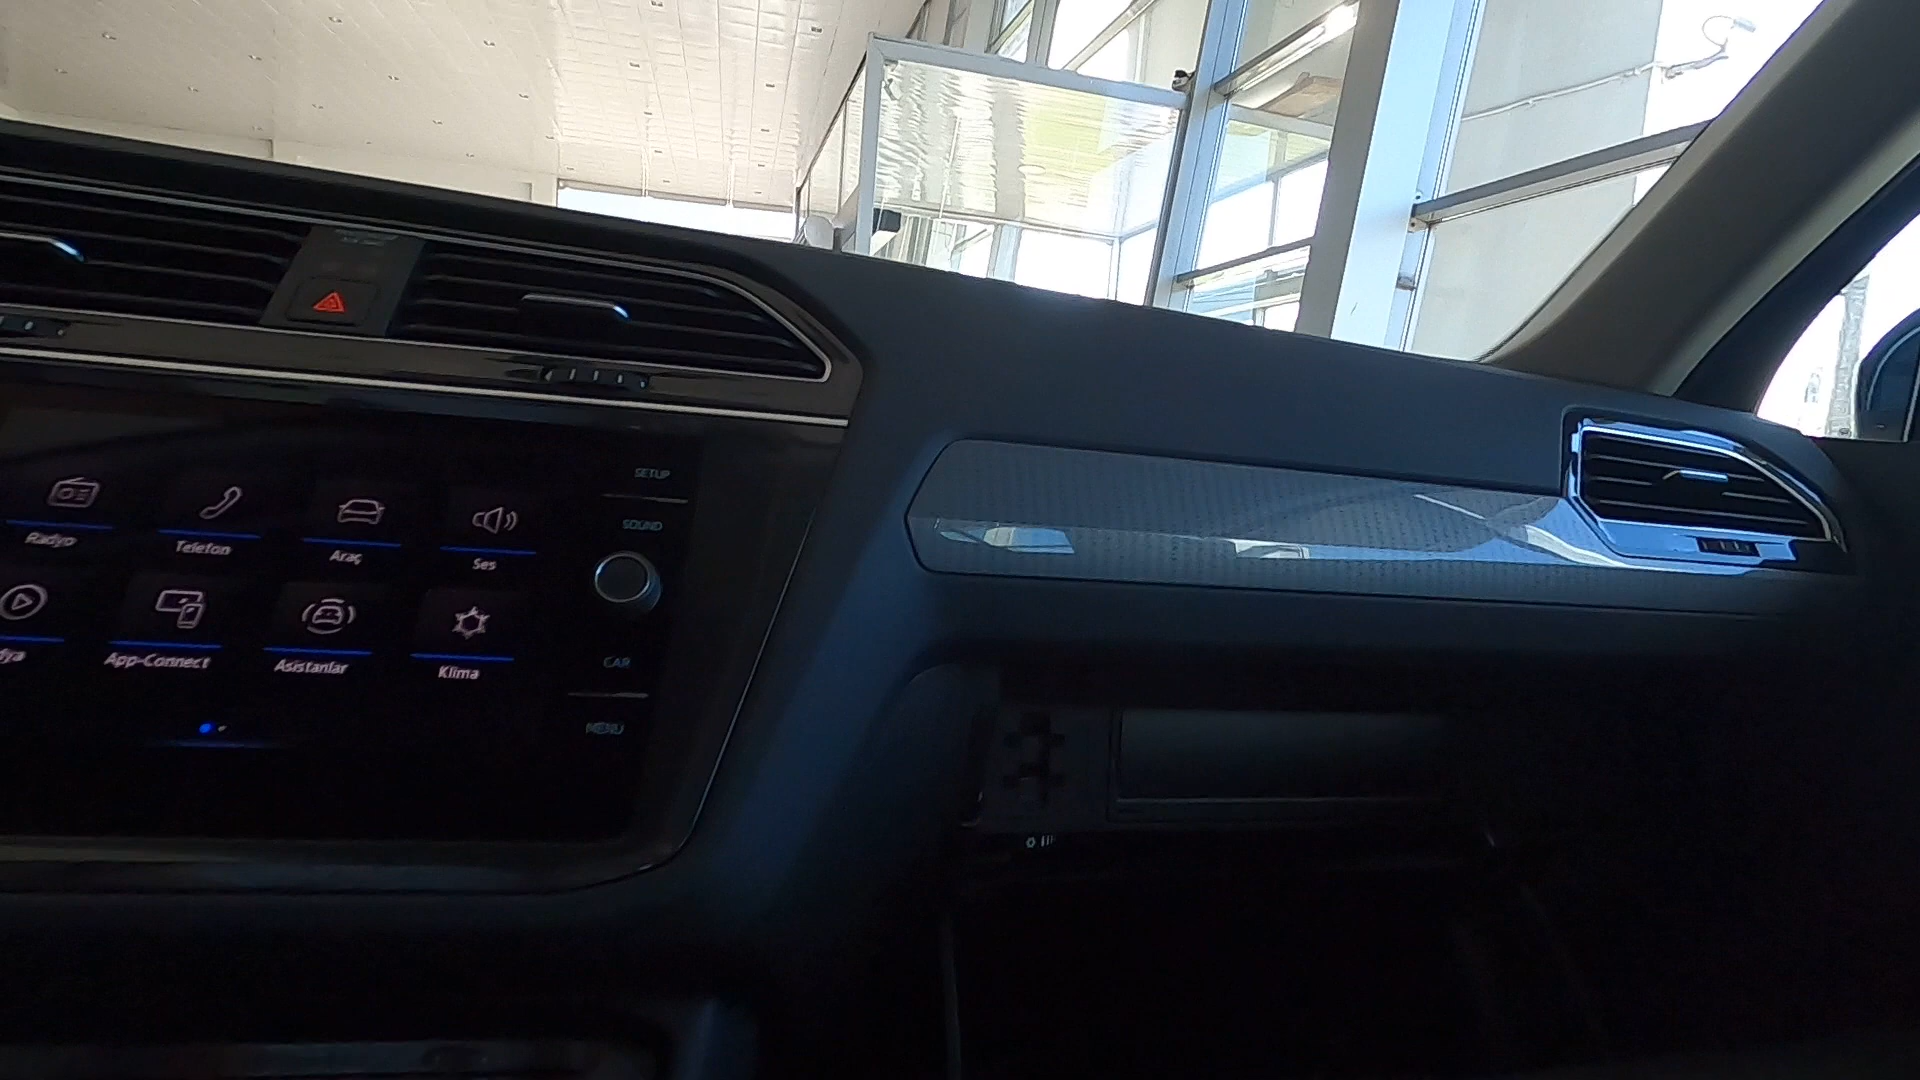 SETUP
SOUND
Radyo
Telefon
Araç
Ses
App-Connect
Asistanlar
Klima
CAR
MENU